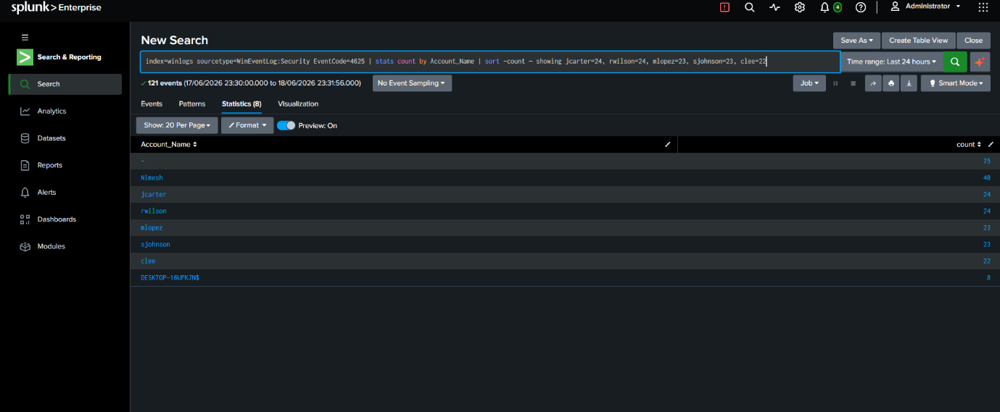 splunk> Enterprise
4
Administrator
Search & Reporting
Search
Analytics
Datasets
Reports
Alerts
Dashboards
Modules
New Search
Save As
Create Table View
Close
index=winlogs sourcetype=WinEventLog:Security EventCode=4625 | stats count by Account_Name | sort -count — showing jcarter=24, rwilson=24, mlopez=23, sjohnson=23, clee=22
Time range: Last 24 hours
121 events (17/06/2026 23:30:00.000 to 18/06/2026 23:31:56.000)
No Event Sampling
Job
Smart Mode
Events
Patterns
Statistics (8)
Visualization
Show: 20 Per Page
Format
Preview: On
Account_Name count
- 75
Nimesh 40
jcarter 24
rwilson 24
mlopez 23
sjohnson 23
clee 22
DESKTOP-16UFKJN$ 8